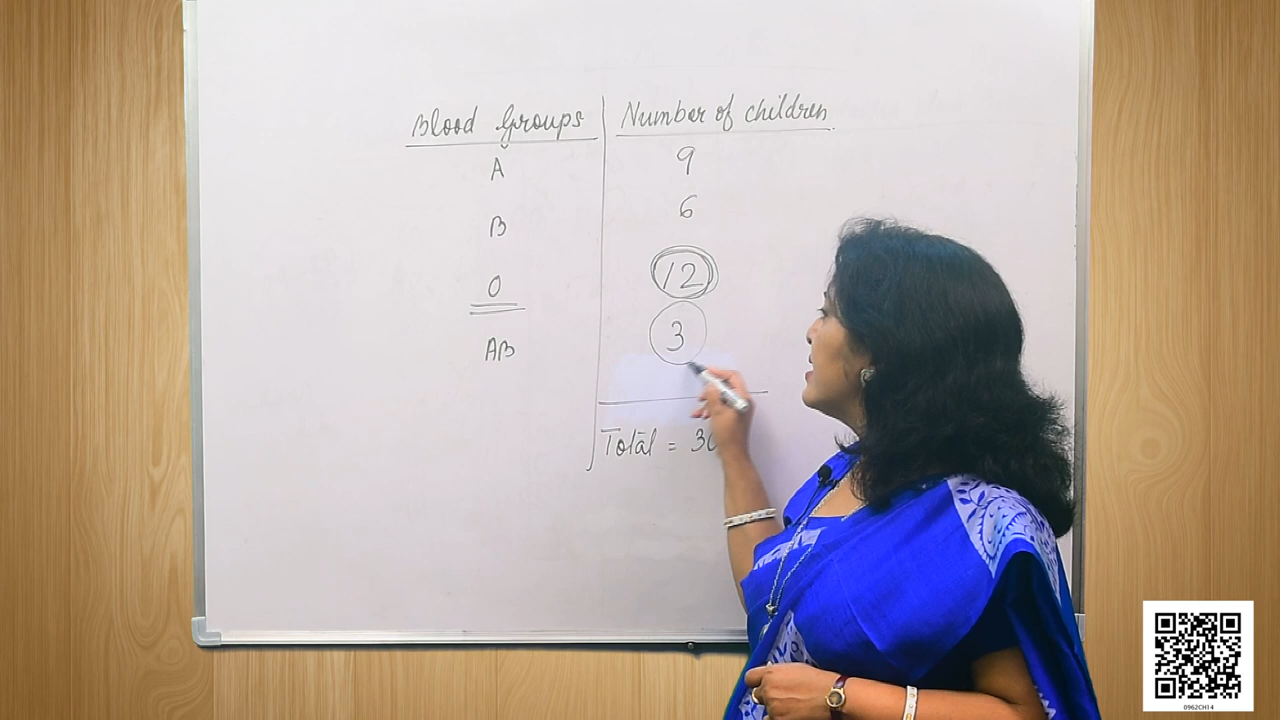 Blood Groups Number of children
A 9
B 6
O 12
AB 3
Total = 30
0962CH14